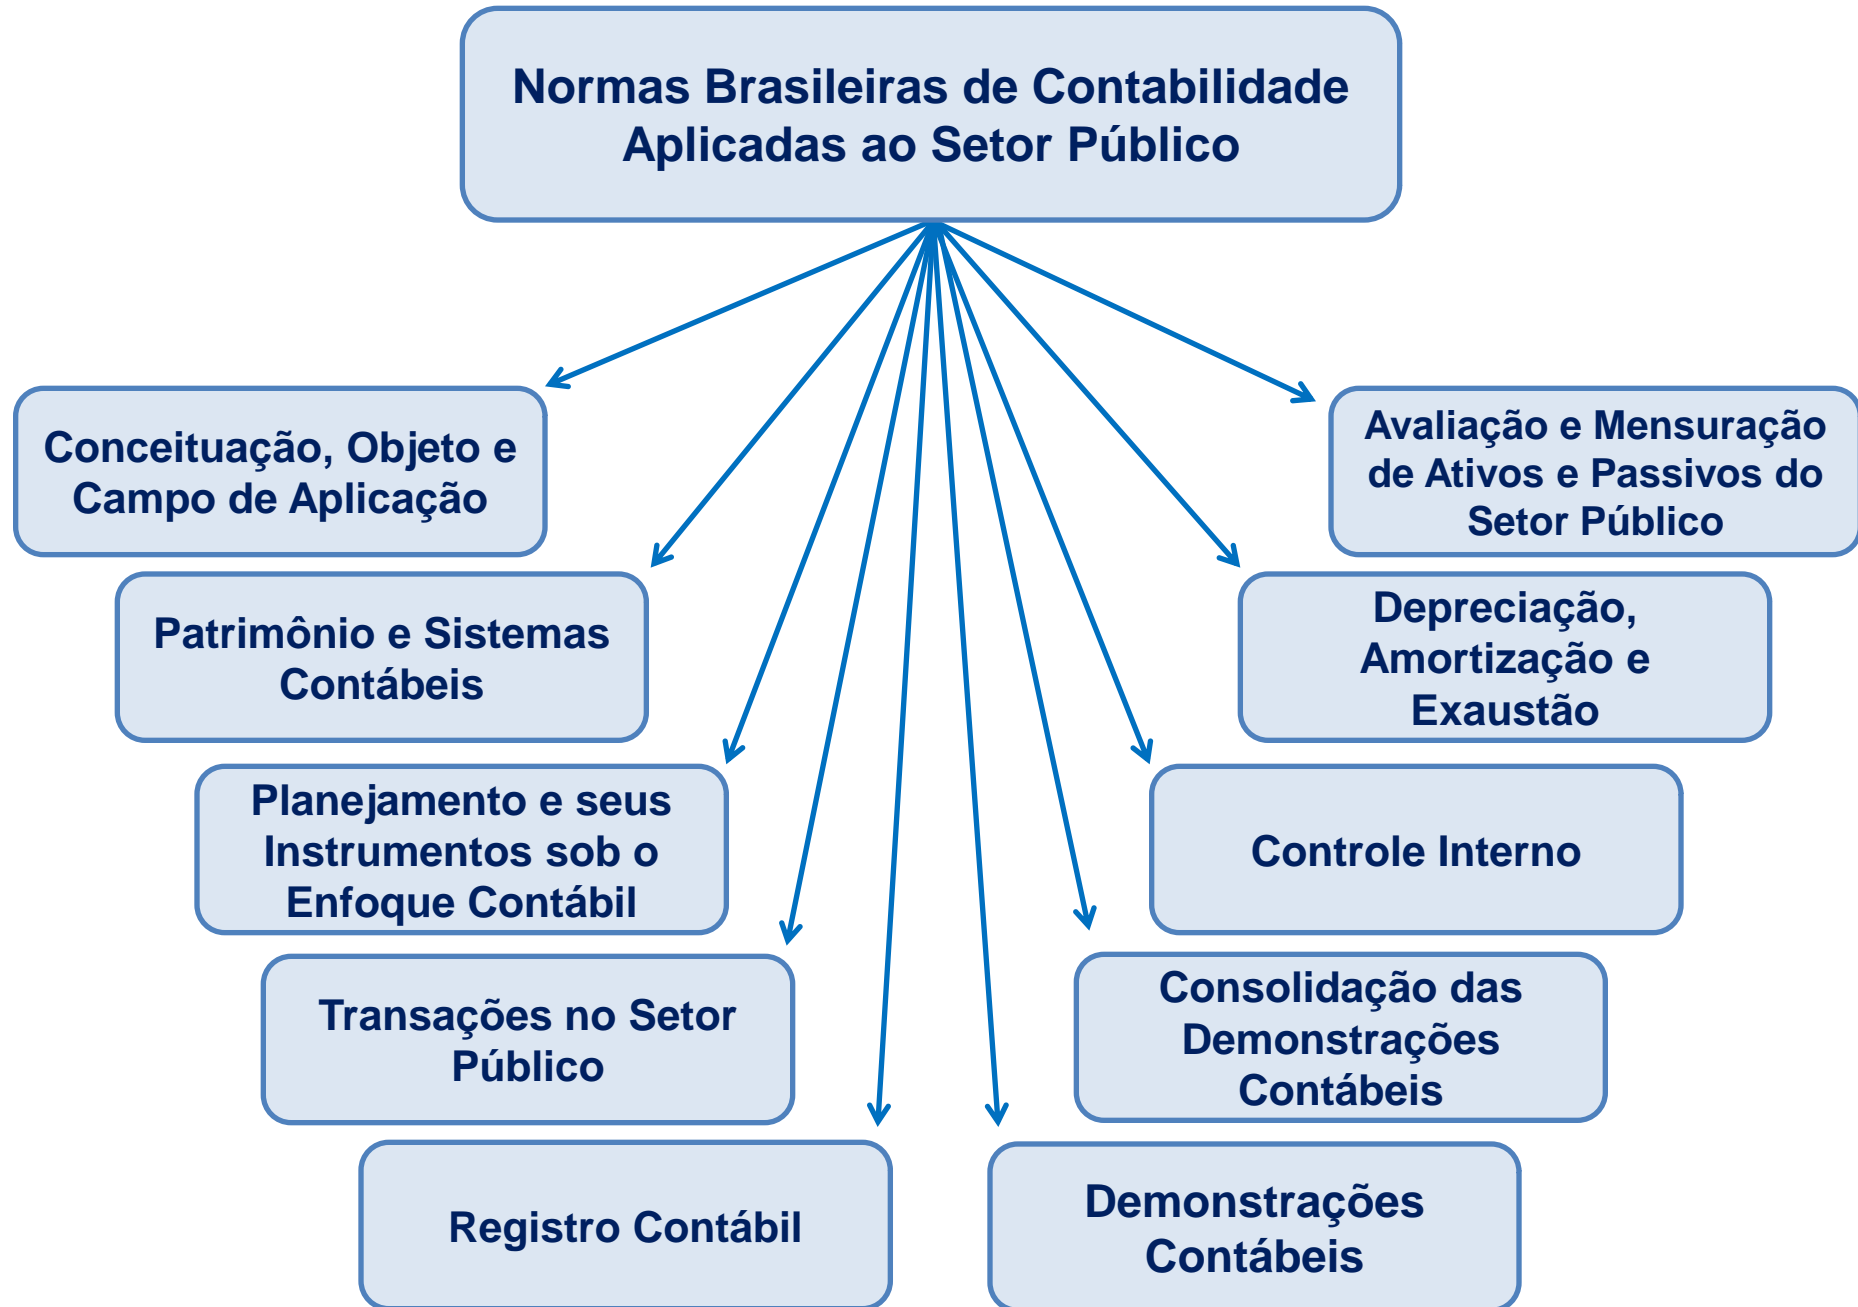 Normas Brasileiras de Contabilidade
Aplicadas ao Setor Público
Conceituação, Objeto e
Campo de Aplicação
Patrimônio e Sistemas
Contábeis
Planejamento e seus
Instrumentos sob o
Enfoque Contábil
Transações no Setor
Público
Registro Contábil
Avaliação e Mensuração
de Ativos e Passivos do
Setor Público
Depreciação,
Amortização e
Exaustão
Controle Interno
Consolidação das
Demonstrações
Contábeis
Demonstrações
Contábeis